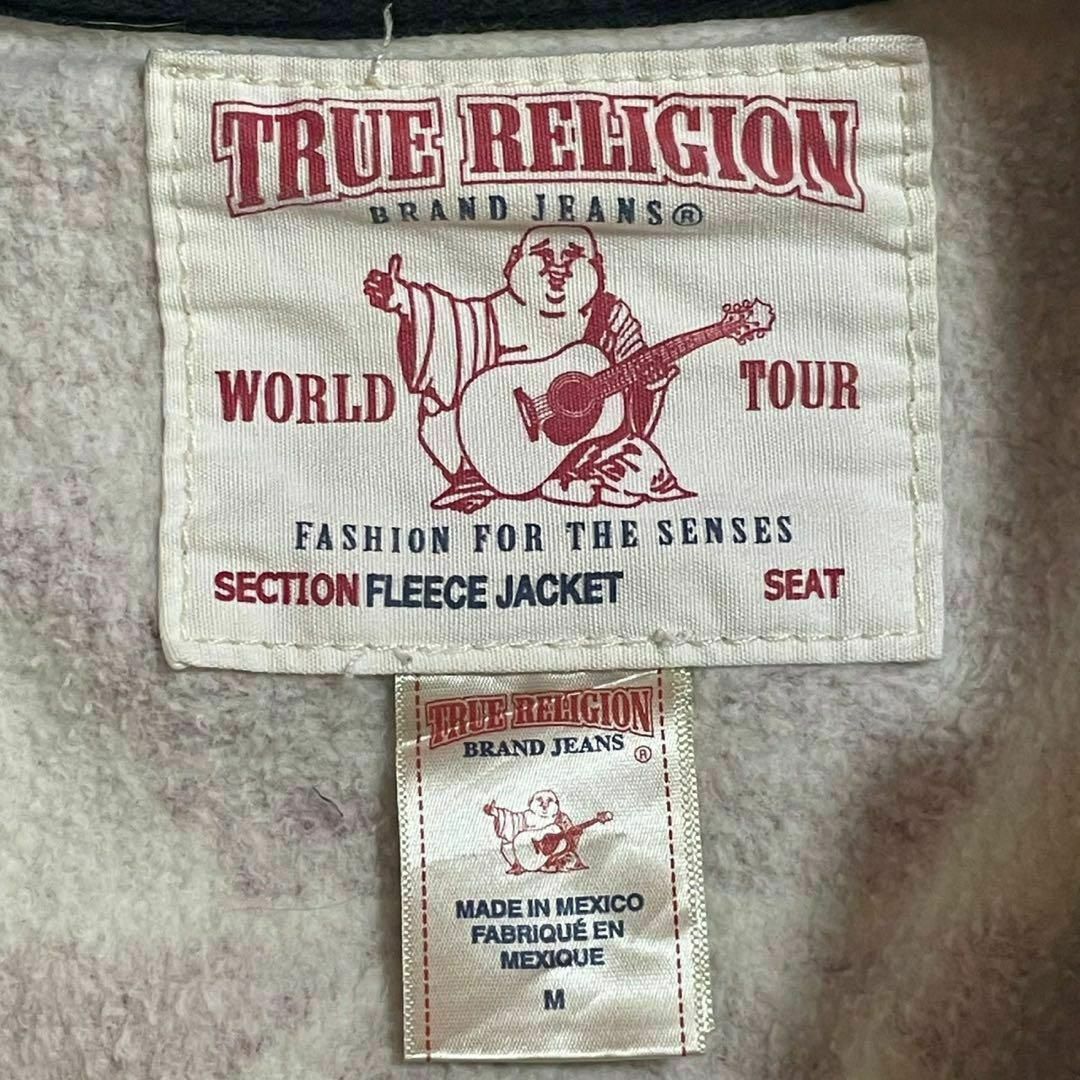 TRUE RELIGION
BRAND JEANS®
WORLD TOUR
FASHION FOR THE SENSES
SECTION FLEECE JACKET SEAT
TRUE RELIGION
BRAND JEANS ®
MADE IN MEXICO
FABRIQUÉ EN
MEXIQUE
M